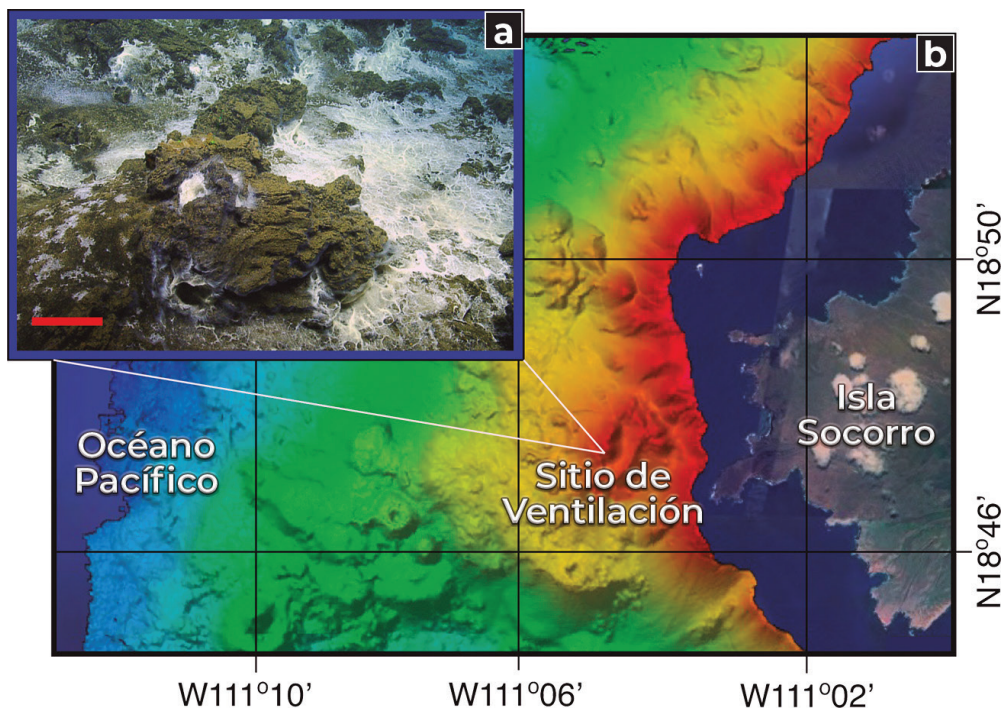 a
b
N18º50'
Isla
Socorro
Océano
Pacífico
Sitio de
Ventilación
N18º46'
W111º10'
W111º06'
W111º02'